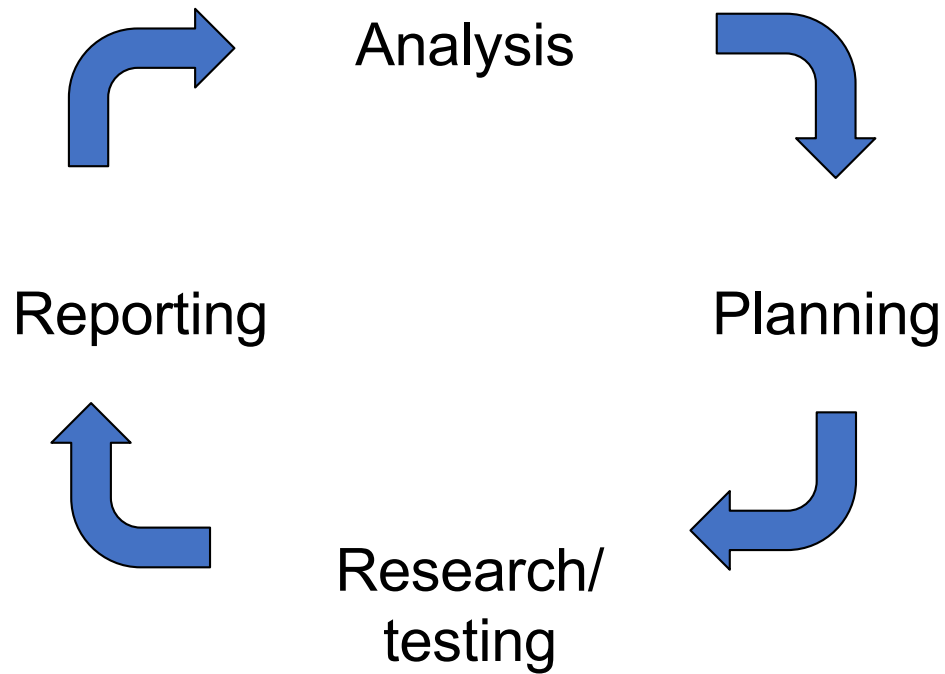 Analysis
Reporting
Planning
Research/
testing